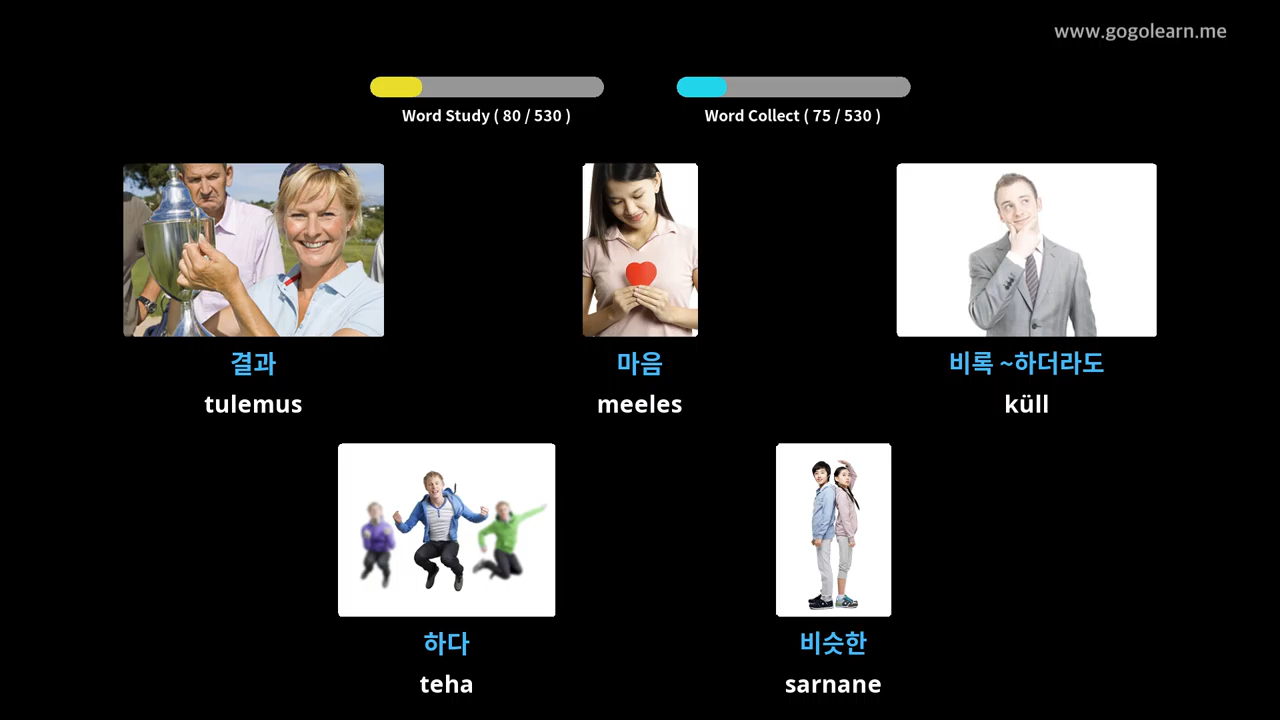 www.gogolearn.me
Word Study ( 80 / 530 )
Word Collect ( 75 / 530 )
결과
tulemus
마음
meeles
비록 ~하더라도
küll
하다
teha
비슷한
sarnane